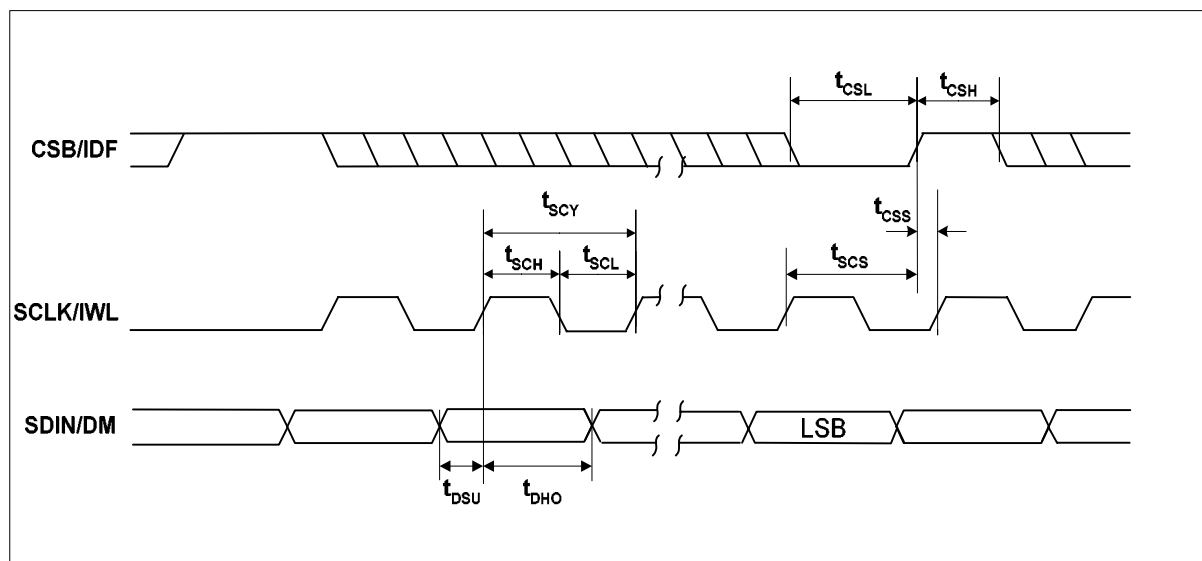 tCSL
tCSH
CSB/IDF
tSCY
tCSS
tSCH
tSCL
tSCS
SCLK/IWL
SDIN/DM
LSB
tDSU
tDHO